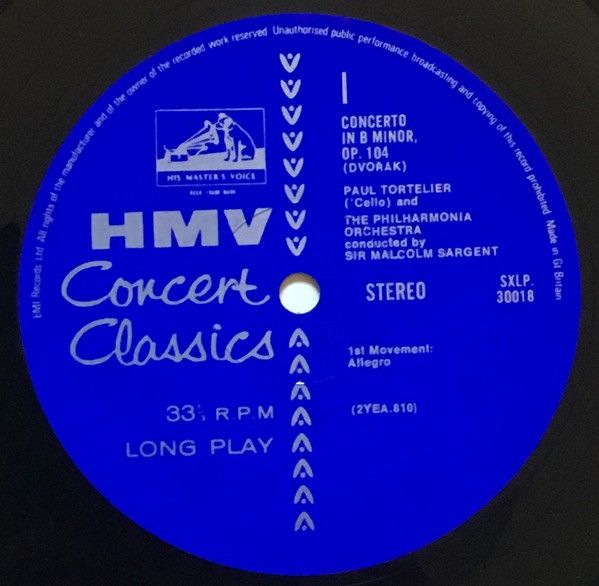 EMI Records Ltd All rights of the manufacturer and of the owner of the recorded work reserved Unauthorised public performance broadcasting and copying of this record prohibited Made in Gt Britain
HIS MASTER'S VOICE
HMV
Concert
Classics
33⅓ R.P.M
LONG PLAY
I
CONCERTO
IN B MINOR,
OP. 104
(DVOŘÁK)
PAUL TORTELIER
('Cello) and
THE PHILHARMONIA
ORCHESTRA
conducted by
SIR MALCOLM SARGENT
STEREO
SXLP.
30018
1st Movement:
Allegro
(2YEA.810)